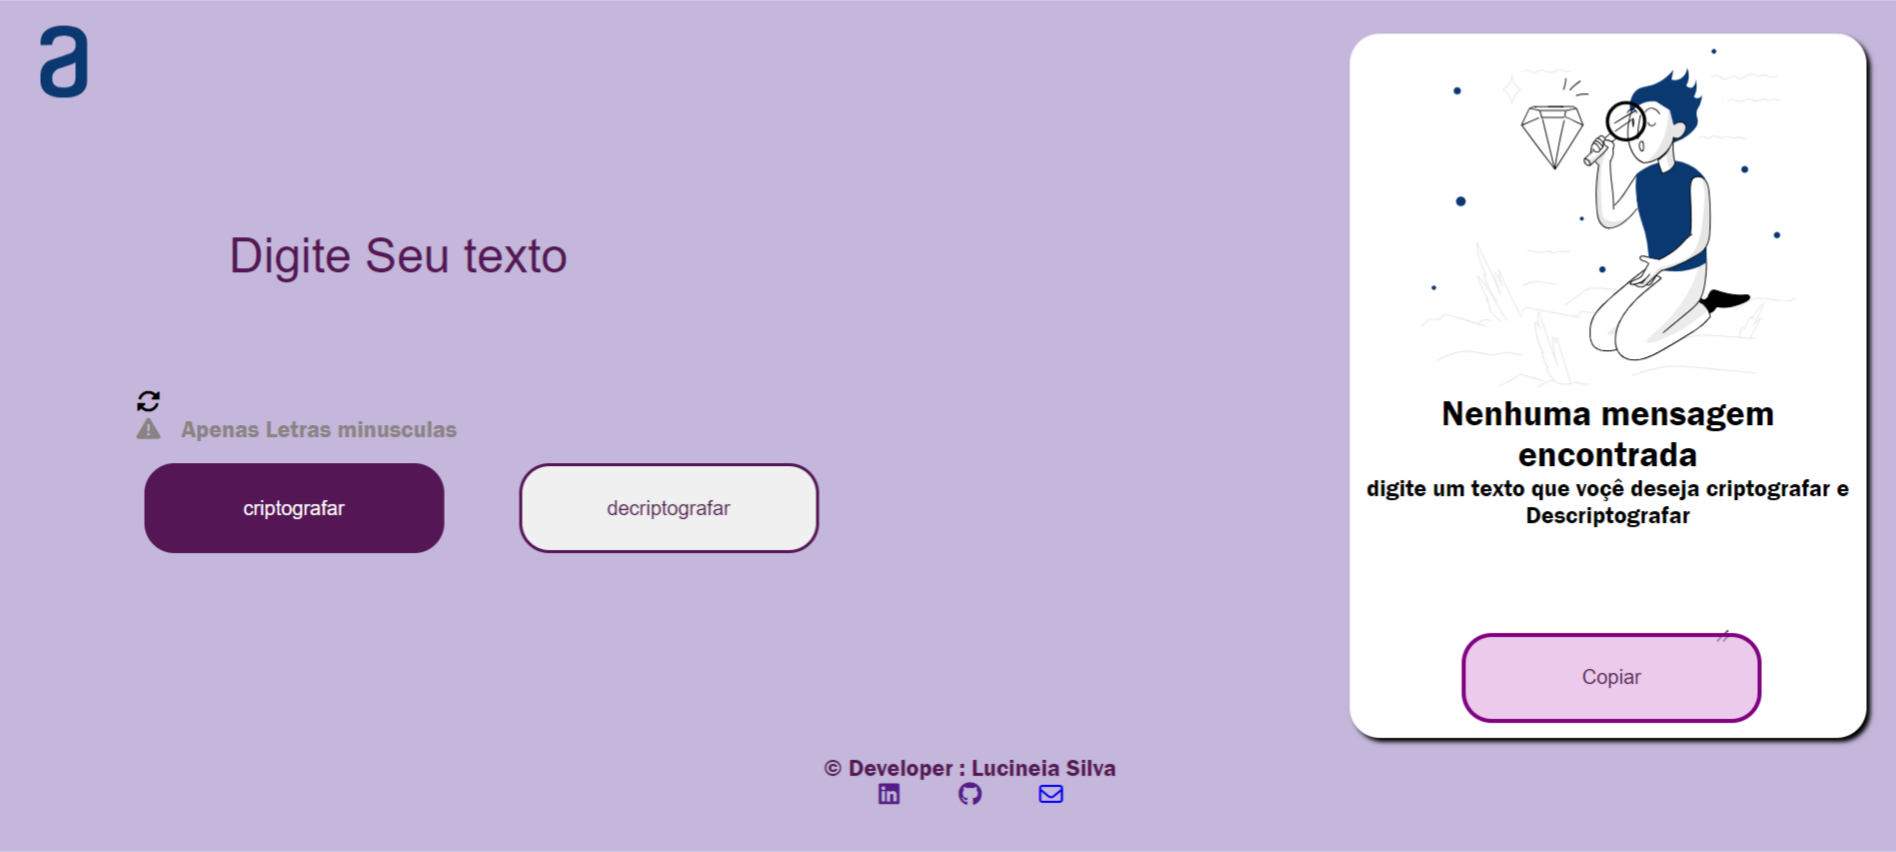 a
Digite Seu texto
Apenas Letras minusculas
criptografar
decriptografar
Nenhuma mensagem
encontrada
digite um texto que voçê deseja criptografar e
Descriptografar
Copiar
© Developer : Lucineia Silva
in